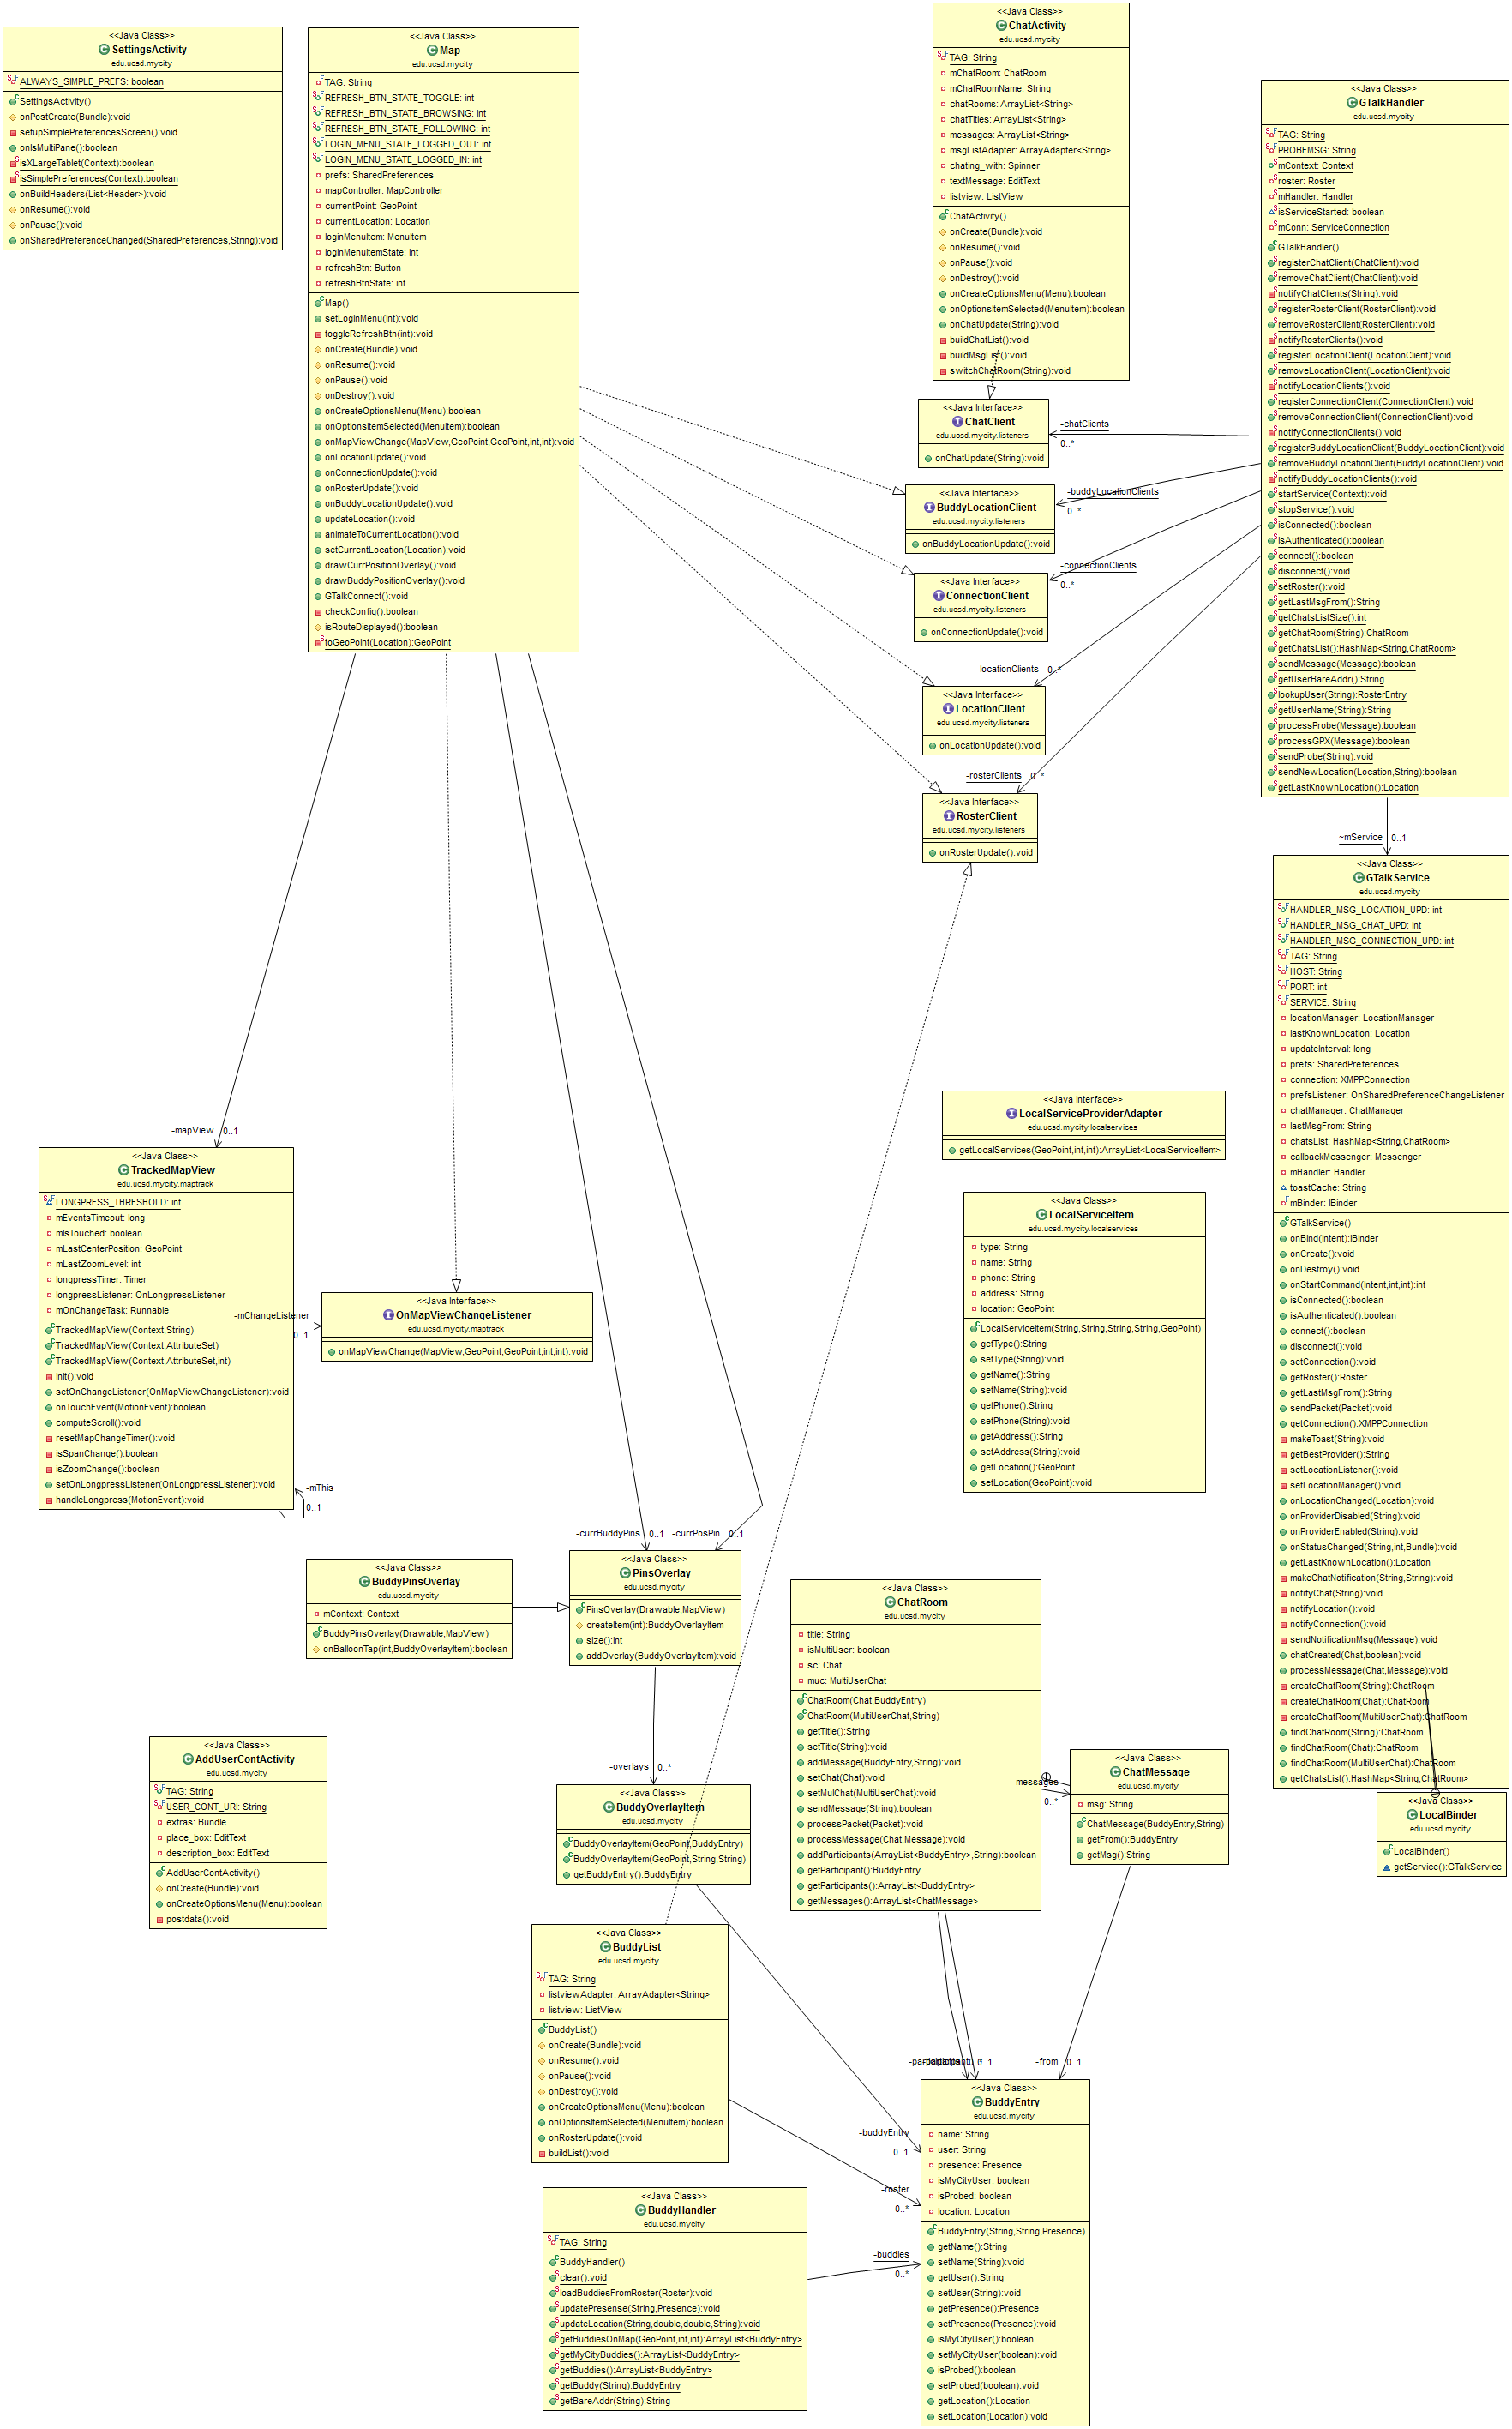 <<Java Class>>
SettingsActivity
edu.ucsd.mycity
ALWAYS_SIMPLE_PREFS: boolean
SettingsActivity()
onPostCreate(Bundle):void
setupSimplePreferencesScreen():void
onIsMultiPane():boolean
isXLargeTablet(Context):boolean
isSimplePreferences(Context):boolean
onBuildHeaders(List<Header>):void
onResume():void
onPause():void
onSharedPreferenceChanged(SharedPreferences,String):void
<<Java Class>>
Map
edu.ucsd.mycity
TAG: String
REFRESH_BTN_STATE_TOGGLE: int
REFRESH_BTN_STATE_BROWSING: int
REFRESH_BTN_STATE_FOLLOWING: int
LOGIN_MENU_STATE_LOGGED_OUT: int
LOGIN_MENU_STATE_LOGGED_IN: int
prefs: SharedPreferences
mapController: MapController
currentPoint: GeoPoint
currentLocation: Location
loginMenuItem: MenuItem
loginMenuItemState: int
refreshBtn: Button
refreshBtnState: int
Map()
setLoginMenu(int):void
toggleRefreshBtn(int):void
onCreate(Bundle):void
onResume():void
onPause():void
onDestroy():void
onCreateOptionsMenu(Menu):boolean
onOptionsItemSelected(MenuItem):boolean
onMapViewChange(MapView,GeoPoint,GeoPoint,int,int):void
onLocationUpdate():void
onConnectionUpdate():void
onRosterUpdate():void
onBuddyLocationUpdate():void
updateLocation():void
animateToCurrentLocation():void
setCurrentLocation(Location):void
drawCurrPositionOverlay():void
drawBuddyPositionOverlay():void
GTalkConnect():void
checkConfig():boolean
isRouteDisplayed():boolean
toGeoPoint(Location):GeoPoint
<<Java Class>>
ChatActivity
edu.ucsd.mycity
TAG: String
mChatRoom: ChatRoom
mChatRoomName: String
chatRooms: ArrayList<String>
chatTitles: ArrayList<String>
messages: ArrayList<String>
msgListAdapter: ArrayAdapter<String>
chating_with: Spinner
textMessage: EditText
listview: ListView
ChatActivity()
onCreate(Bundle):void
onResume():void
onPause():void
onDestroy():void
onCreateOptionsMenu(Menu):boolean
onOptionsItemSelected(MenuItem):boolean
onChatUpdate(String):void
buildChatList():void
buildMsgList():void
switchChatRoom(String):void
<<Java Class>>
GTalkHandler
edu.ucsd.mycity
TAG: String
PROBEMSG: String
mContext: Context
roster: Roster
mHandler: Handler
isServiceStarted: boolean
mConn: ServiceConnection
GTalkHandler()
registerChatClient(ChatClient):void
removeChatClient(ChatClient):void
notifyChatClients(String):void
registerRosterClient(RosterClient):void
removeRosterClient(RosterClient):void
notifyRosterClients():void
registerLocationClient(LocationClient):void
removeLocationClient(LocationClient):void
notifyLocationClients():void
registerConnectionClient(ConnectionClient):void
removeConnectionClient(ConnectionClient):void
notifyConnectionClients():void
registerBuddyLocationClient(BuddyLocationClient):void
removeBuddyLocationClient(BuddyLocationClient):void
notifyBuddyLocationClients():void
startService(Context):void
stopService():void
isConnected():boolean
isAuthenticated():boolean
connect():boolean
disconnect():void
setRoster():void
getLastMsgFrom():String
getChatsListSize():int
getChatRoom(String):ChatRoom
getChatsList():HashMap<String,ChatRoom>
sendMessage(Message):boolean
getUserBareAddr():String
lookupUser(String):RosterEntry
getUserName(String):String
processProbe(Message):boolean
processGPX(Message):boolean
sendProbe(String):void
sendNewLocation(Location,String):boolean
getLastKnownLocation():Location
<<Java Interface>>
ChatClient
edu.ucsd.mycity.listeners
onChatUpdate(String):void
-chatClients
0..*
<<Java Interface>>
BuddyLocationClient
edu.ucsd.mycity.listeners
onBuddyLocationUpdate():void
-buddyLocationClients
0..*
<<Java Interface>>
ConnectionClient
edu.ucsd.mycity.listeners
onConnectionUpdate():void
-connectionClients
0..*
-locationClients 0..*
<<Java Interface>>
LocationClient
edu.ucsd.mycity.listeners
onLocationUpdate():void
-rosterClients 0..*
<<Java Interface>>
RosterClient
edu.ucsd.mycity.listeners
onRosterUpdate():void
~mService 0..1
<<Java Class>>
GTalkService
edu.ucsd.mycity
HANDLER_MSG_LOCATION_UPD: int
HANDLER_MSG_CHAT_UPD: int
HANDLER_MSG_CONNECTION_UPD: int
TAG: String
HOST: String
PORT: int
SERVICE: String
locationManager: LocationManager
lastKnownLocation: Location
updateInterval: long
prefs: SharedPreferences
connection: XMPPConnection
prefsListener: OnSharedPreferenceChangeListener
chatManager: ChatManager
lastMsgFrom: String
chatsList: HashMap<String,ChatRoom>
callbackMessenger: Messenger
mHandler: Handler
toastCache: String
mBinder: IBinder
GTalkService()
onBind(Intent):IBinder
onCreate():void
onDestroy():void
onStartCommand(Intent,int,int):int
isConnected():boolean
isAuthenticated():boolean
connect():boolean
disconnect():void
setConnection():void
getRoster():Roster
getLastMsgFrom():String
sendPacket(Packet):void
getConnection():XMPPConnection
makeToast(String):void
getBestProvider():String
setLocationListener():void
setLocationManager():void
onLocationChanged(Location):void
onProviderDisabled(String):void
onProviderEnabled(String):void
onStatusChanged(String,int,Bundle):void
getLastKnownLocation():Location
makeChatNotification(String,String):void
notifyChat(String):void
notifyLocation():void
notifyConnection():void
sendNotificationMsg(Message):void
chatCreated(Chat,boolean):void
processMessage(Chat,Message):void
createChatRoom(String):ChatRoom
createChatRoom(Chat):ChatRoom
createChatRoom(MultiUserChat):ChatRoom
findChatRoom(String):ChatRoom
findChatRoom(Chat):ChatRoom
findChatRoom(MultiUserChat):ChatRoom
getChatsList():HashMap<String,ChatRoom>
<<Java Class>>
LocalBinder
edu.ucsd.mycity
LocalBinder()
getService():GTalkService
<<Java Interface>>
LocalServiceProviderAdapter
edu.ucsd.mycity.localservices
getLocalServices(GeoPoint,int,int):ArrayList<LocalServiceItem>
<<Java Class>>
LocalServiceItem
edu.ucsd.mycity.localservices
type: String
name: String
phone: String
address: String
location: GeoPoint
LocalServiceItem(String,String,String,String,GeoPoint)
getType():String
setType(String):void
getName():String
setName(String):void
getPhone():String
setPhone(String):void
getAddress():String
setAddress(String):void
getLocation():GeoPoint
setLocation(GeoPoint):void
-mapView 0..1
<<Java Class>>
TrackedMapView
edu.ucsd.mycity.maptrack
LONGPRESS_THRESHOLD: int
mEventsTimeout: long
mIsTouched: boolean
mLastCenterPosition: GeoPoint
mLastZoomLevel: int
longpressTimer: Timer
longpressListener: OnLongpressListener
mOnChangeTask: Runnable
TrackedMapView(Context,String)
TrackedMapView(Context,AttributeSet)
TrackedMapView(Context,AttributeSet,int)
init():void
setOnChangeListener(OnMapViewChangeListener):void
onTouchEvent(MotionEvent):boolean
computeScroll():void
resetMapChangeTimer():void
isSpanChange():boolean
isZoomChange():boolean
setOnLongpressListener(OnLongpressListener):void
handleLongpress(MotionEvent):void
-mChangeListener
0..1
-mThis
0..1
<<Java Interface>>
OnMapViewChangeListener
edu.ucsd.mycity.maptrack
onMapViewChange(MapView,GeoPoint,GeoPoint,int,int):void
-currBuddyPins 0..1
-currPosPin 0..1
<<Java Class>>
BuddyPinsOverlay
edu.ucsd.mycity
mContext: Context
BuddyPinsOverlay(Drawable,MapView)
onBalloonTap(int,BuddyOverlayItem):boolean
<<Java Class>>
PinsOverlay
edu.ucsd.mycity
PinsOverlay(Drawable,MapView)
createItem(int):BuddyOverlayItem
size():int
addOverlay(BuddyOverlayItem):void
-overlays 0..*
<<Java Class>>
AddUserContActivity
edu.ucsd.mycity
TAG: String
USER_CONT_URI: String
extras: Bundle
place_box: EditText
description_box: EditText
AddUserContActivity()
onCreate(Bundle):void
onCreateOptionsMenu(Menu):boolean
postdata():void
<<Java Class>>
BuddyOverlayItem
edu.ucsd.mycity
BuddyOverlayItem(GeoPoint,BuddyEntry)
BuddyOverlayItem(GeoPoint,String,String)
getBuddyEntry():BuddyEntry
<<Java Class>>
ChatRoom
edu.ucsd.mycity
title: String
isMultiUser: boolean
sc: Chat
muc: MultiUserChat
ChatRoom(Chat,BuddyEntry)
ChatRoom(MultiUserChat,String)
getTitle():String
setTitle(String):void
addMessage(BuddyEntry,String):void
setChat(Chat):void
setMulChat(MultiUserChat):void
sendMessage(String):boolean
processPacket(Packet):void
processMessage(Chat,Message):void
addParticipants(ArrayList<BuddyEntry>,String):boolean
getParticipant():BuddyEntry
getParticipants():ArrayList<BuddyEntry>
getMessages():ArrayList<ChatMessage>
-messages
0..*
<<Java Class>>
ChatMessage
edu.ucsd.mycity
msg: String
ChatMessage(BuddyEntry,String)
getFrom():BuddyEntry
getMsg():String
<<Java Class>>
BuddyList
edu.ucsd.mycity
TAG: String
listviewAdapter: ArrayAdapter<String>
listview: ListView
BuddyList()
onCreate(Bundle):void
onResume():void
onPause():void
onDestroy():void
onCreateOptionsMenu(Menu):boolean
onOptionsItemSelected(MenuItem):boolean
onRosterUpdate():void
buildList():void
-from 0..1
-buddyEntry
0..1
-roster
0..*
-buddies
0..*
<<Java Class>>
BuddyHandler
edu.ucsd.mycity
TAG: String
BuddyHandler()
clear():void
loadBuddiesFromRoster(Roster):void
updatePresense(String,Presence):void
updateLocation(String,double,double,String):void
getBuddiesOnMap(GeoPoint,int,int):ArrayList<BuddyEntry>
getMyCityBuddies():ArrayList<BuddyEntry>
getBuddies():ArrayList<BuddyEntry>
getBuddy(String):BuddyEntry
getBareAddr(String):String
<<Java Class>>
BuddyEntry
edu.ucsd.mycity
name: String
user: String
presence: Presence
isMyCityUser: boolean
isProbed: boolean
location: Location
BuddyEntry(String,String,Presence)
getName():String
setName(String):void
getUser():String
setUser(String):void
getPresence():Presence
setPresence(Presence):void
isMyCityUser():boolean
setMyCityUser(boolean):void
isProbed():boolean
setProbed(boolean):void
getLocation():Location
setLocation(Location):void